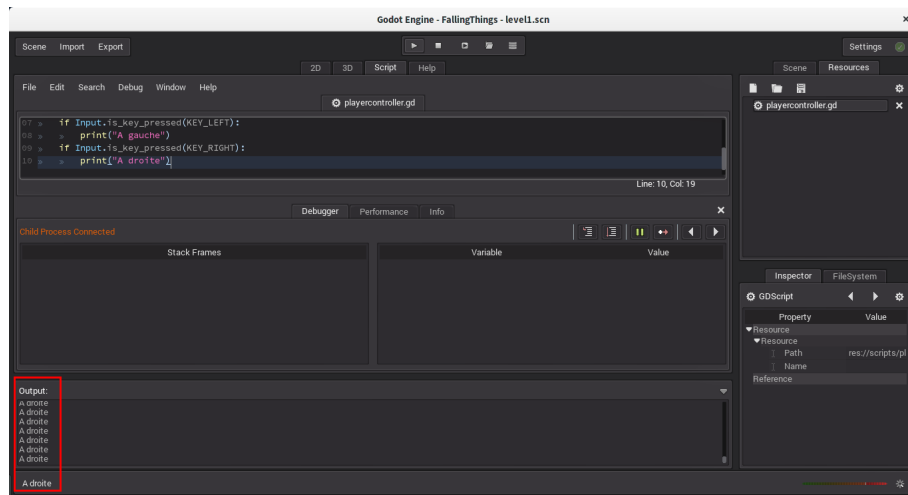 Godot Engine - FallingThings - level1.scn
Scene Import Export
Settings
2D 3D Script Help
Scene Resources
File Edit Search Debug Window Help
playercontroller.gd
playercontroller.gd
07 » if Input.is_key_pressed(KEY_LEFT):
08 » » print("A gauche")
09 » if Input.is_key_pressed(KEY_RIGHT):
10 » » print("A droite")
Line: 10, Col: 19
Debugger Performance Info
Child Process Connected
Stack Frames
Variable Value
Inspector FileSystem
GDScript
Property Value
Resource
Resource
Path res://scripts/pl
Name
Reference
Output:
A droite
A droite
A droite
A droite
A droite
A droite
A droite
A droite